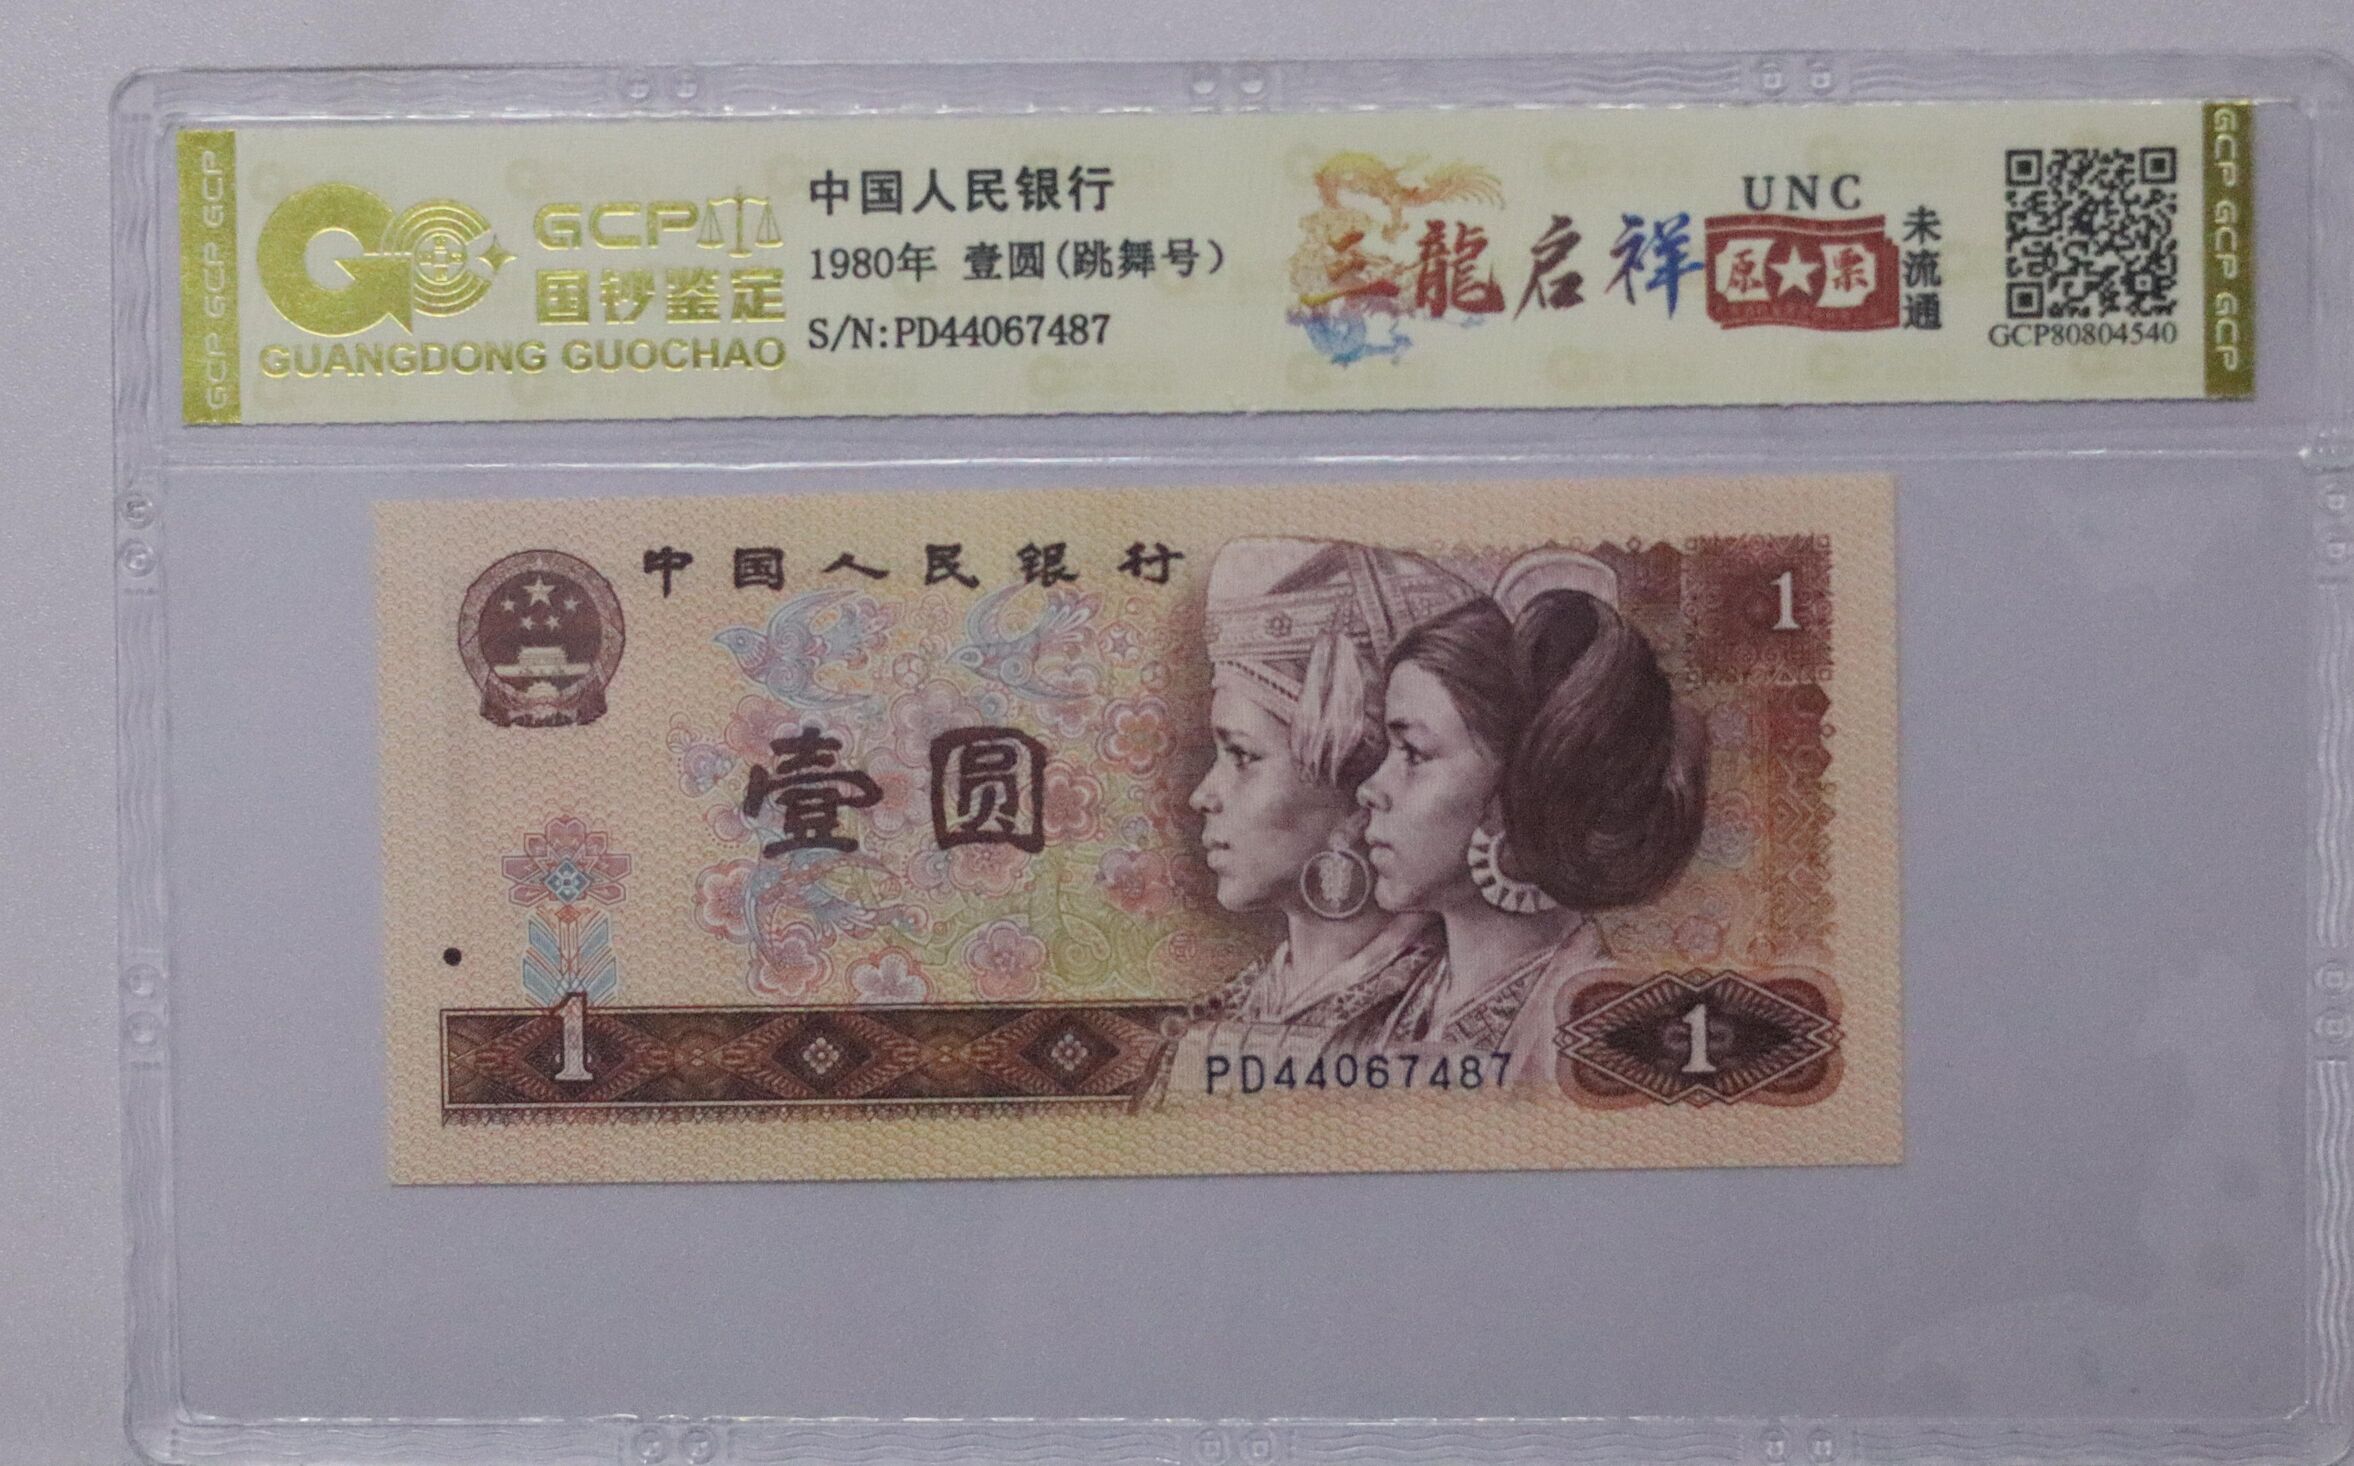 GCP GCP GCP
GCP
国钞鉴定
GUANGDONG GUOCHAO
中国人民银行
1980年 壹圆(跳舞号)
S/N:PD44067487
三龍启祥
UNC
原★票
未流通
GCP80804540
GCP GCP GCP
中国人民银行
1
壹圆
1
PD44067487
1